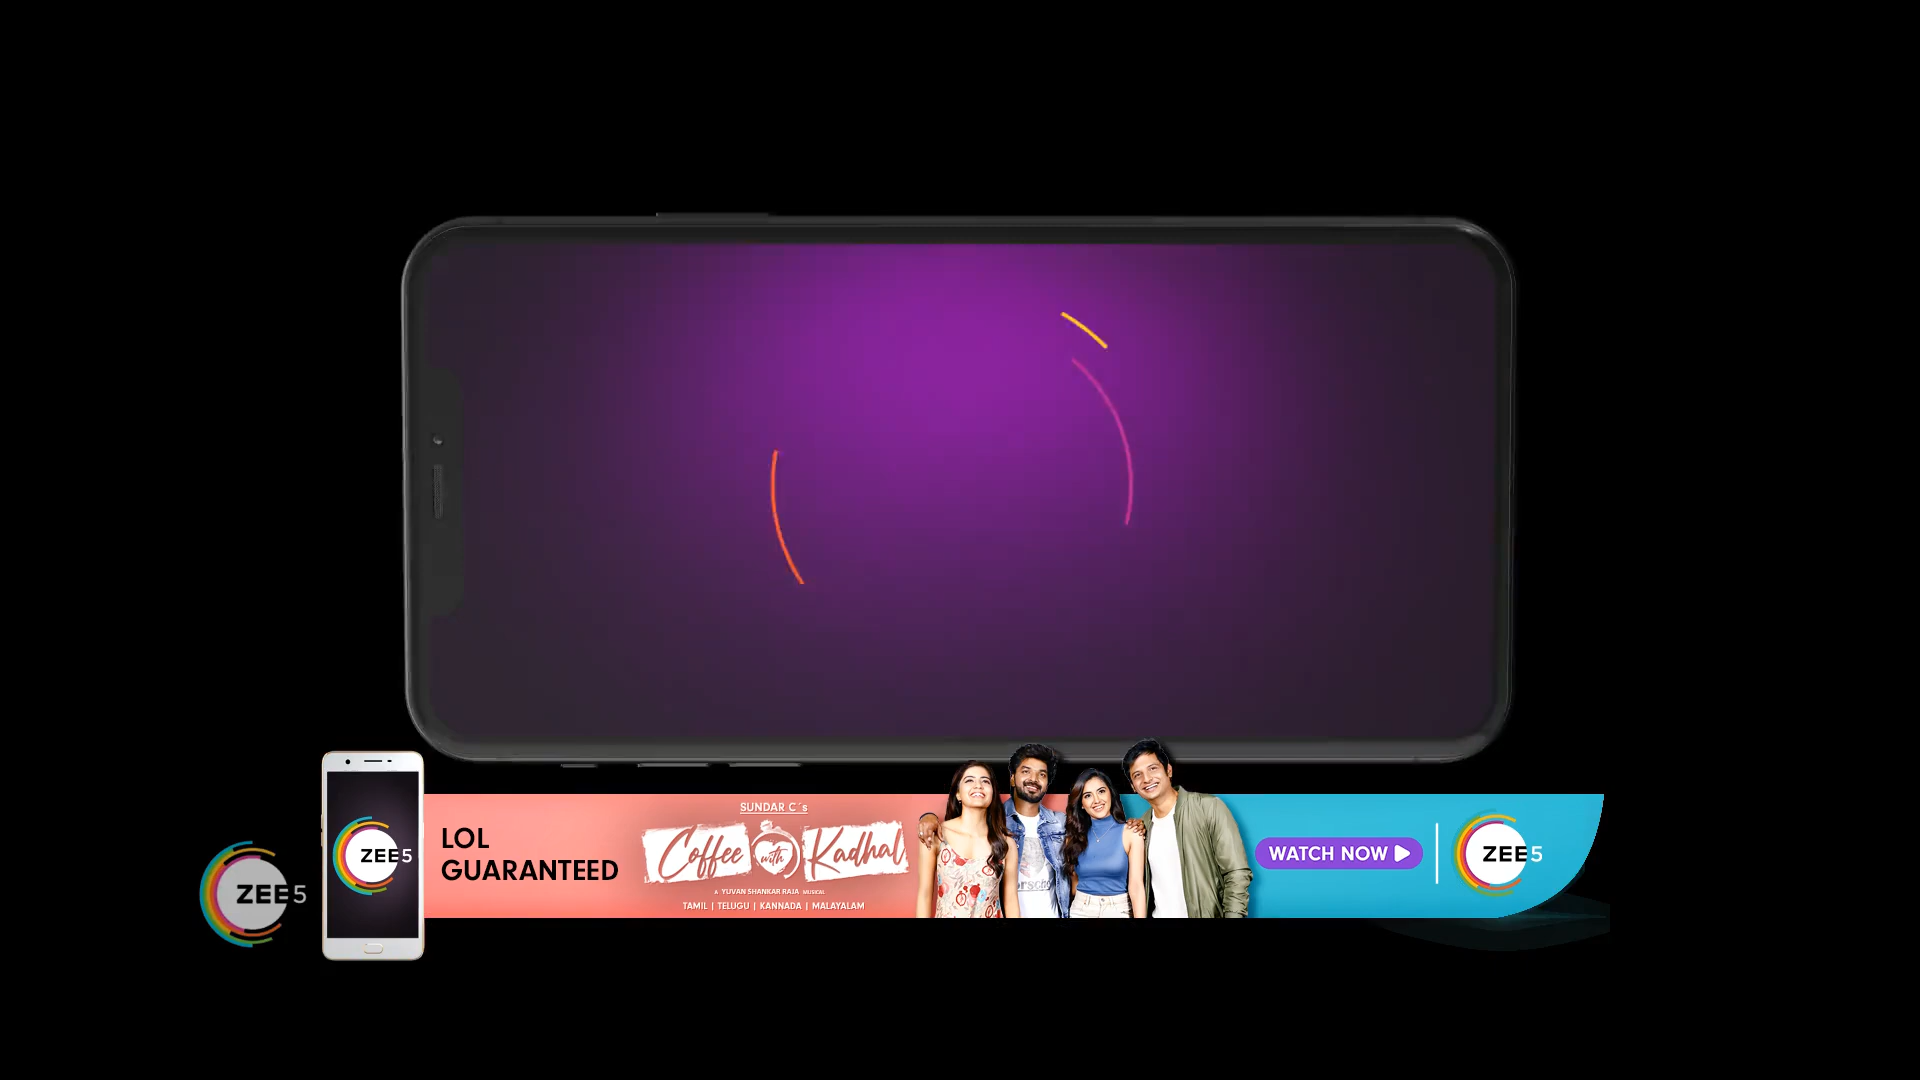 ZEE5
ZEE5
LOL
GUARANTEED
SUNDAR C's
Coffee with Kadhal
A YUVAN SHANKAR RAJA MUSICAL
TAMIL | TELUGU | KANNADA | MALAYALAM
WATCH NOW
ZEE5